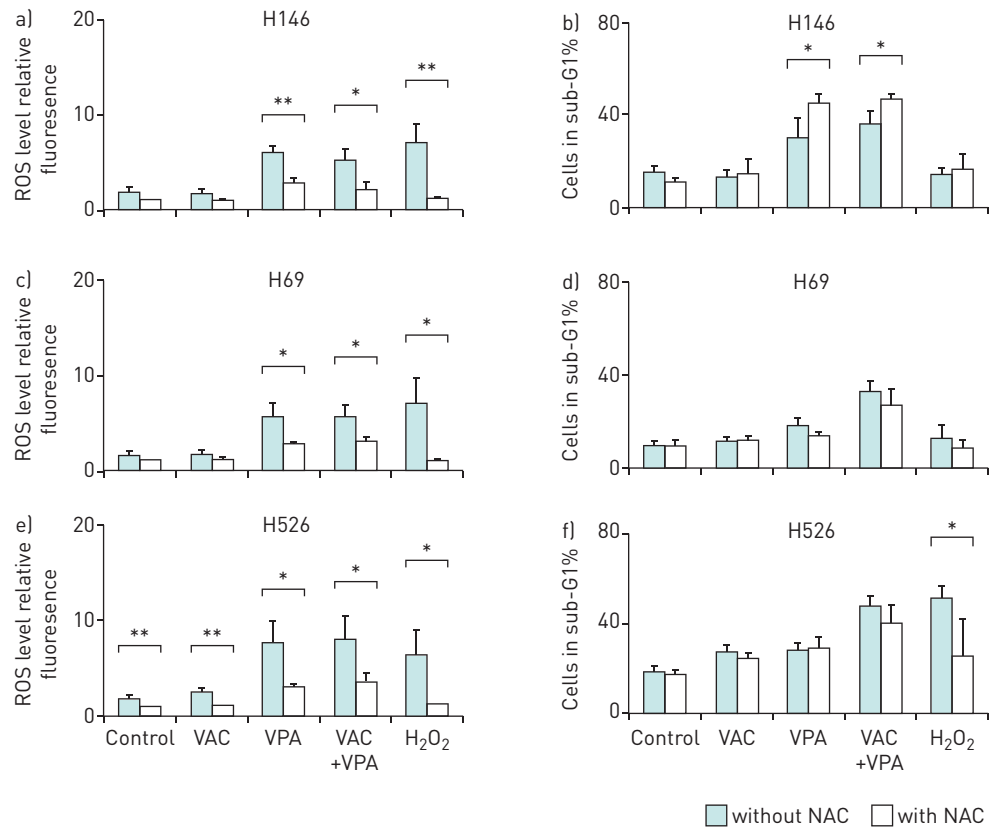 a)
H146
ROS level relative
fluoresence
20
10
0
**
*
**
b)
H146
Cells in sub-G1%
80
40
0
*
*
c)
H69
ROS level relative
fluoresence
20
10
0
*
*
*
d)
H69
Cells in sub-G1%
80
40
0
e)
H526
ROS level relative
fluoresence
20
10
0
**
**
*
*
*
Control VAC VPA VAC +VPA H₂O₂
f)
H526
Cells in sub-G1%
80
40
0
*
Control VAC VPA VAC +VPA H₂O₂
without NAC with NAC